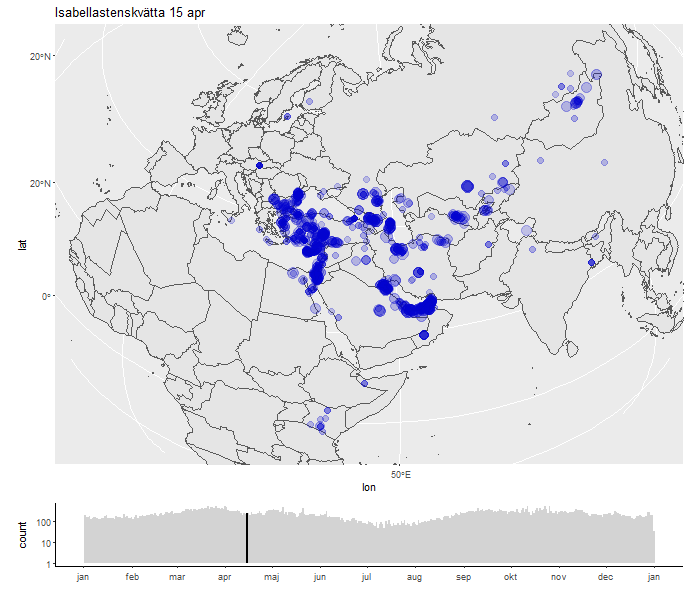 Isabellastenskvätta 15 apr
20°N
20°N
0°
lat
50°E
lon
count
100
10
1
jan feb mar apr maj jun jul aug sep okt nov dec jan